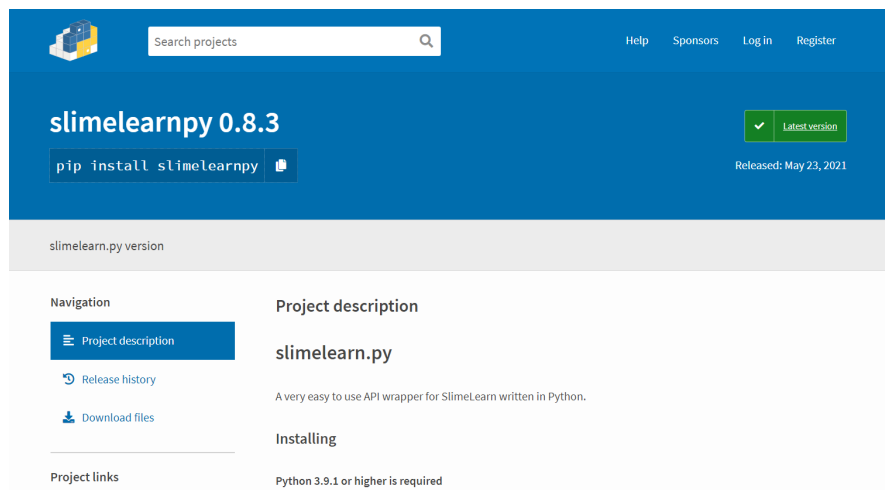 Search projects
Help Sponsors Log in Register
slimelearnpy 0.8.3
Latest version
pip install slimelearnpy
Released: May 23, 2021
slimelearn.py version
Navigation
Project description
Release history
Download files
Project links
Project description
slimelearn.py
A very easy to use API wrapper for SlimeLearn written in Python.
Installing
Python 3.9.1 or higher is required